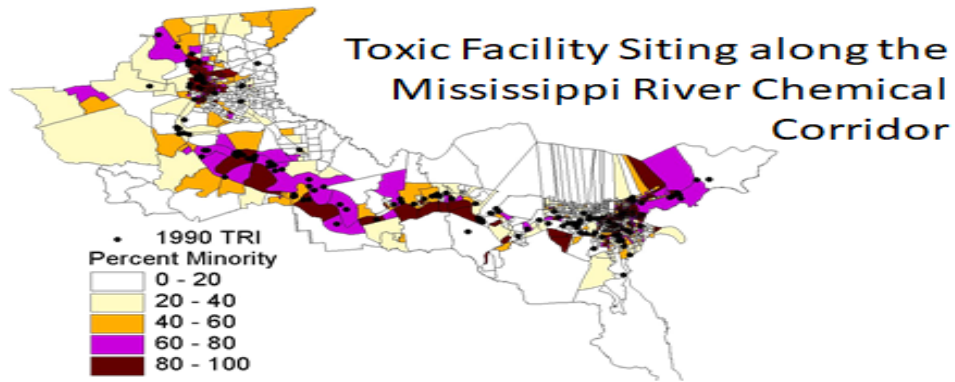 Toxic Facility Siting along the
Mississippi River Chemical
Corridor
1990 TRI
Percent Minority
0 - 20
20 - 40
40 - 60
60 - 80
80 - 100